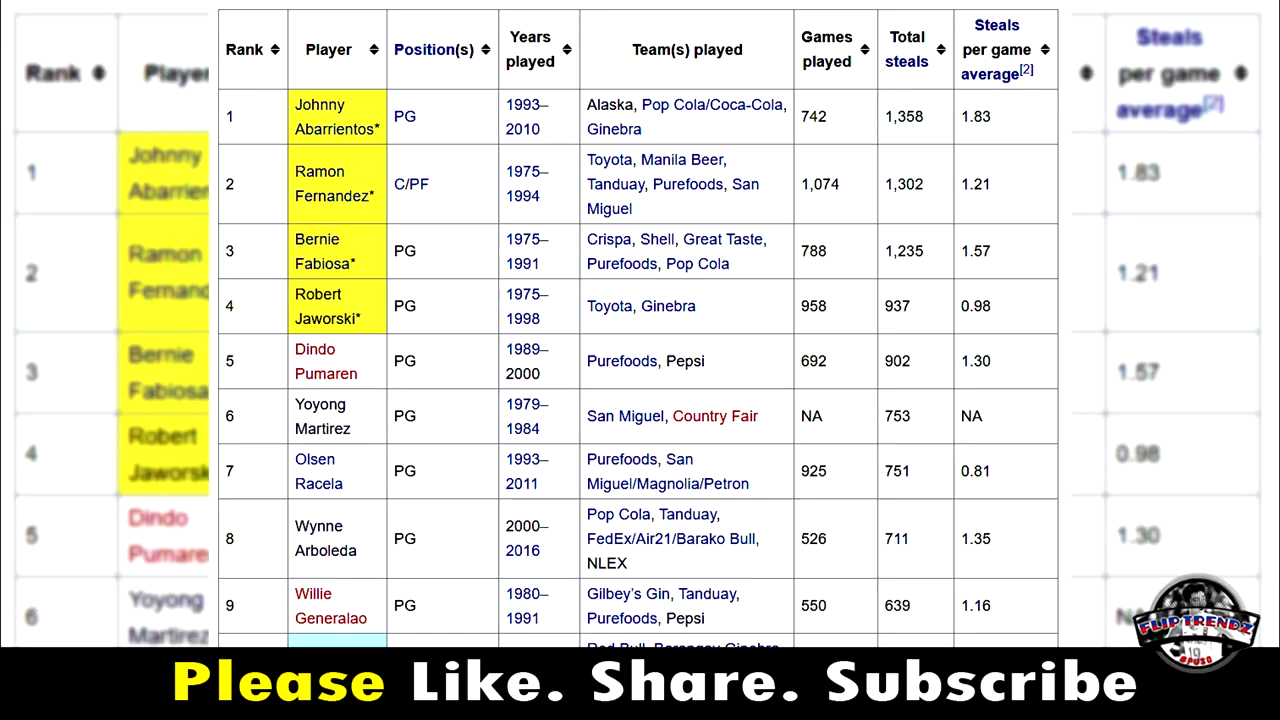 Rank Player Position(s) Years played Team(s) played Games played Total steals Steals per game average[2]
1 Johnny Abarrientos* PG 1993–2010 Alaska, Pop Cola/Coca-Cola, Ginebra 742 1,358 1.83
2 Ramon Fernandez* C/PF 1975–1994 Toyota, Manila Beer, Tanduay, Purefoods, San Miguel 1,074 1,302 1.21
3 Bernie Fabiosa* PG 1975–1991 Crispa, Shell, Great Taste, Purefoods, Pop Cola 788 1,235 1.57
4 Robert Jaworski* PG 1975–1998 Toyota, Ginebra 958 937 0.98
5 Dindo Pumaren PG 1989–2000 Purefoods, Pepsi 692 902 1.30
6 Yoyong Martirez PG 1979–1984 San Miguel, Country Fair NA 753 NA
7 Olsen Racela PG 1993–2011 Purefoods, San Miguel/Magnolia/Petron 925 751 0.81
8 Wynne Arboleda PG 2000–2016 Pop Cola, Tanduay, FedEx/Air21/Barako Bull, NLEX 526 711 1.35
9 Willie Generalao PG 1980–1991 Gilbey's Gin, Tanduay, Purefoods, Pepsi 550 639 1.16
FLIPTRENDZ
Please Like. Share. Subscribe